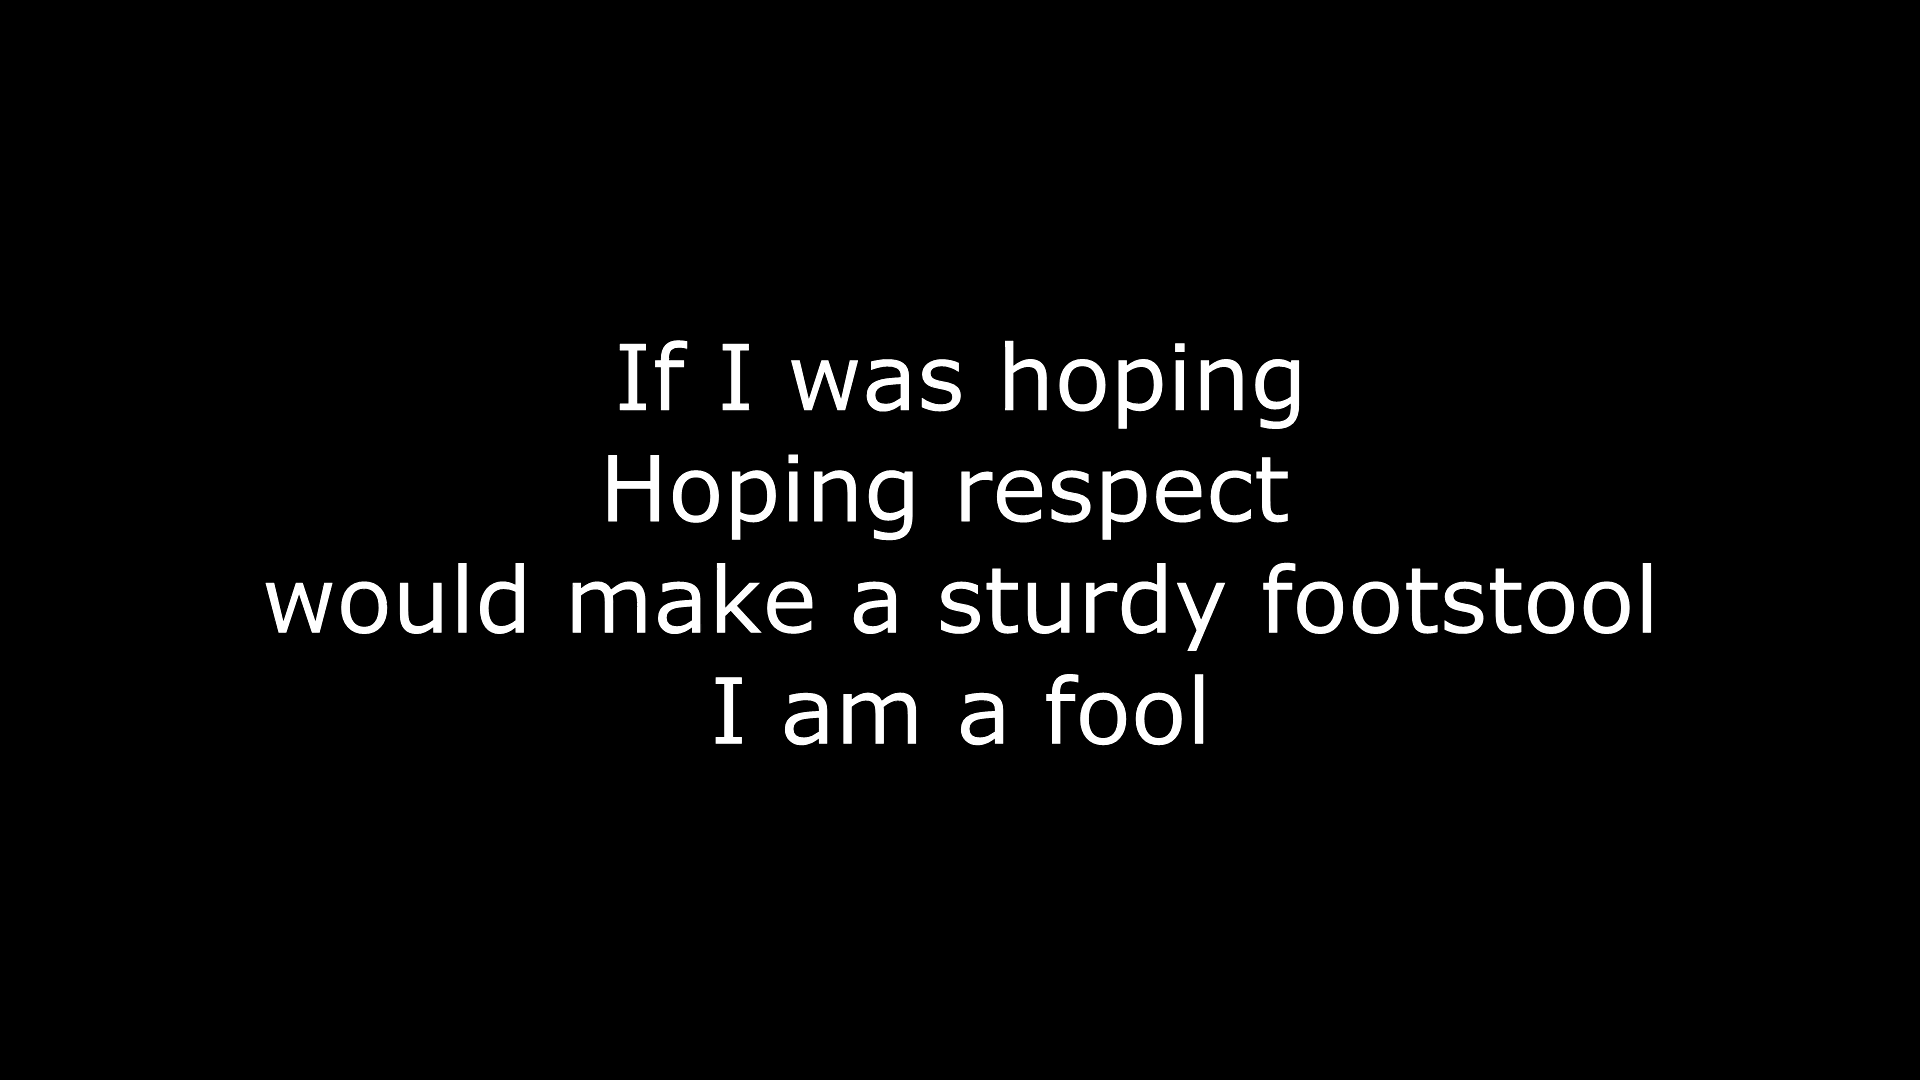 If I was hoping
Hoping respect
would make a sturdy footstool
I am a fool